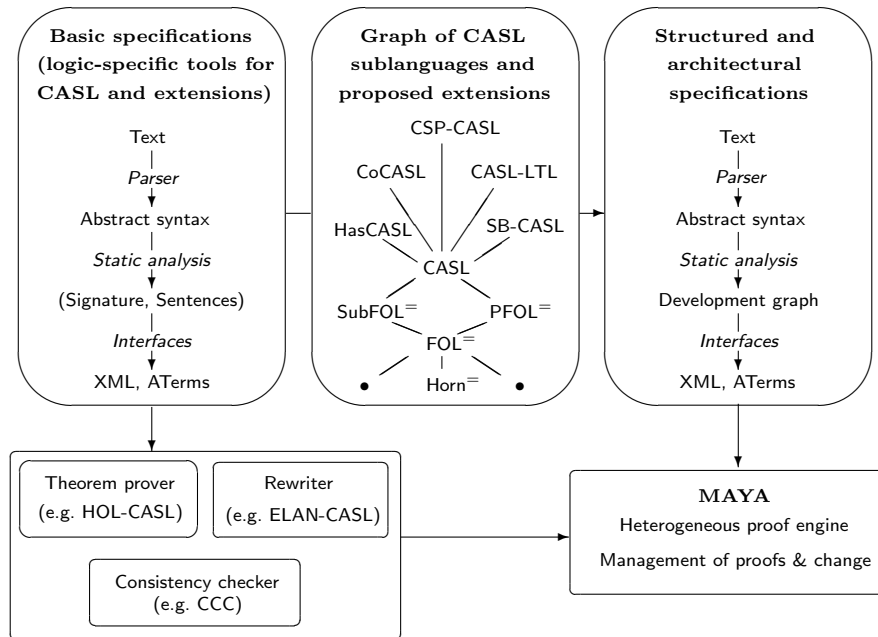 Basic specifications
(logic-specific tools for
CASL and extensions)
Text
Parser
Abstract syntax
Static analysis
(Signature, Sentences)
Interfaces
XML, ATerms
Graph of CASL
sublanguages and
proposed extensions
CSP-CASL
CoCASL
CASL-LTL
HasCASL
SB-CASL
CASL
SubFOL=
PFOL=
FOL=
Horn=
Structured and
architectural
specifications
Text
Parser
Abstract syntax
Static analysis
Development graph
Interfaces
XML, ATerms
Theorem prover
(e.g. HOL-CASL)
Rewriter
(e.g. ELAN-CASL)
Consistency checker
(e.g. CCC)
MAYA
Heterogeneous proof engine
Management of proofs & change